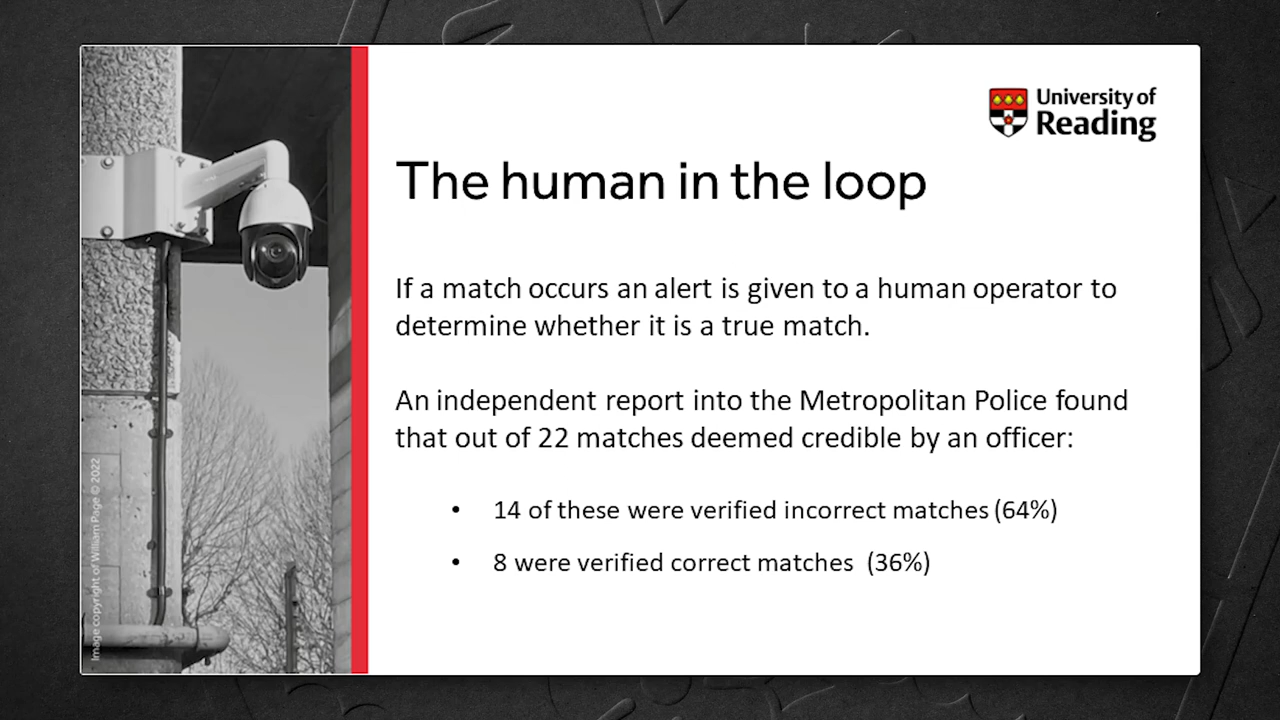 University of
Reading
The human in the loop
If a match occurs an alert is given to a human operator to
determine whether it is a true match.
An independent report into the Metropolitan Police found
that out of 22 matches deemed credible by an officer:
• 14 of these were verified incorrect matches (64%)
• 8 were verified correct matches (36%)
Image copyright of William Page © 2022